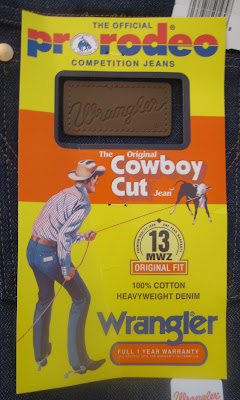 THE OFFICIAL
prorodeo
COMPETITION JEANS
Wrangler
The Original
Cowboy
Cut Jean
13
MWZ
ORIGINAL FIT
100% COTTON
HEAVYWEIGHT DENIM
Wrangler
FULL 1 YEAR WARRANTY